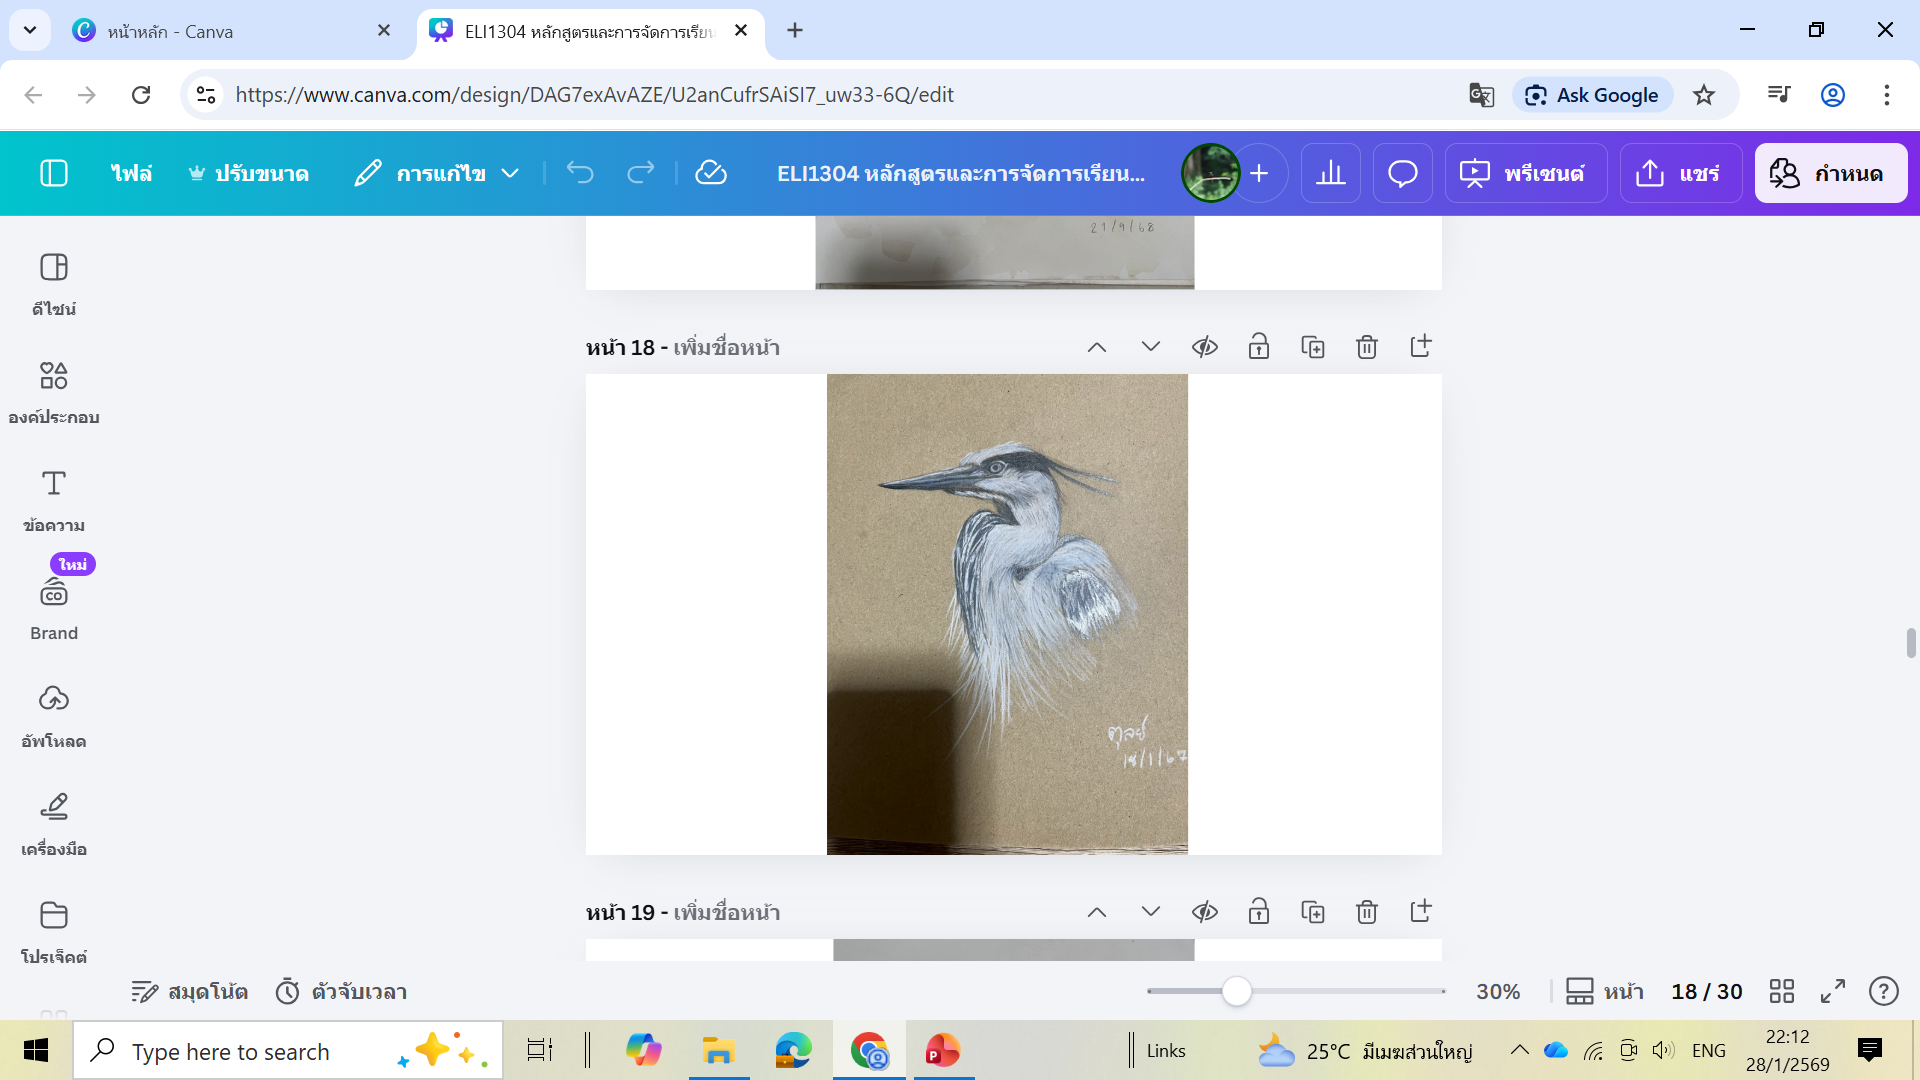 หน้าหลัก - Canva
ELI1304 หลักสูตรและการจัดการเรียน
https://www.canva.com/design/DAG7exAvAZE/U2anCufrSAiSI7_uw33-6Q/edit
Ask Google
ไฟล์
ปรับขนาด
การแก้ไข
ELI1304 หลักสูตรและการจัดการเรียน...
พรีเซนต์
แชร์
กำหนด
21/9/68
ดีไซน์
องค์ประกอบ
ข้อความ
ใหม่
Brand
อัพโหลด
เครื่องมือ
โปรเจ็คต์
หน้า 18 - เพิ่มชื่อหน้า
ตุลย์
18/1/67
หน้า 19 - เพิ่มชื่อหน้า
สมุดโน้ต
ตัวจับเวลา
30%
หน้า
18 / 30
Type here to search
Links
25°C มีเมฆส่วนใหญ่
ENG
22:12
28/1/2569